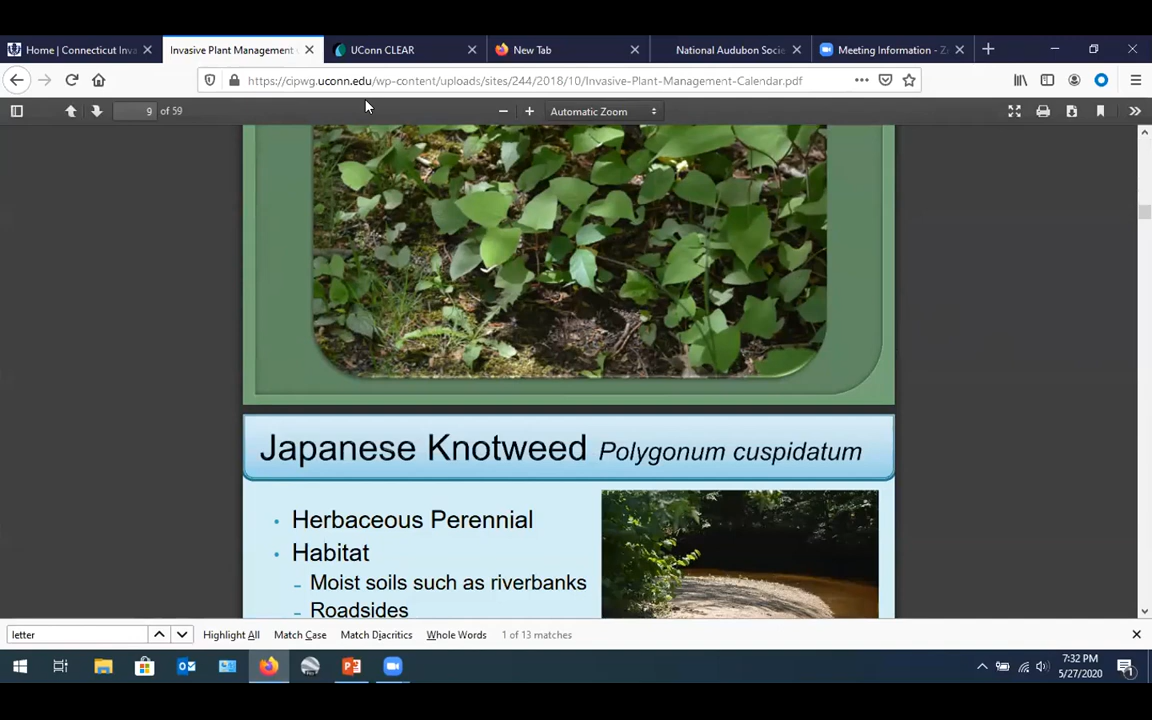 Home | Connecticut Inva
Invasive Plant Management
UConn CLEAR
New Tab
National Audubon Socie
Meeting Information - Z
https://cipwg.uconn.edu/wp-content/uploads/sites/244/2018/10/Invasive-Plant-Management-Calendar.pdf
9 of 59
Automatic Zoom
Japanese Knotweed Polygonum cuspidatum
• Herbaceous Perennial
• Habitat
– Moist soils such as riverbanks
– Roadsides
letter
Highlight All
Match Case
Match Diacritics
Whole Words
1 of 13 matches
7:32 PM
5/27/2020
1